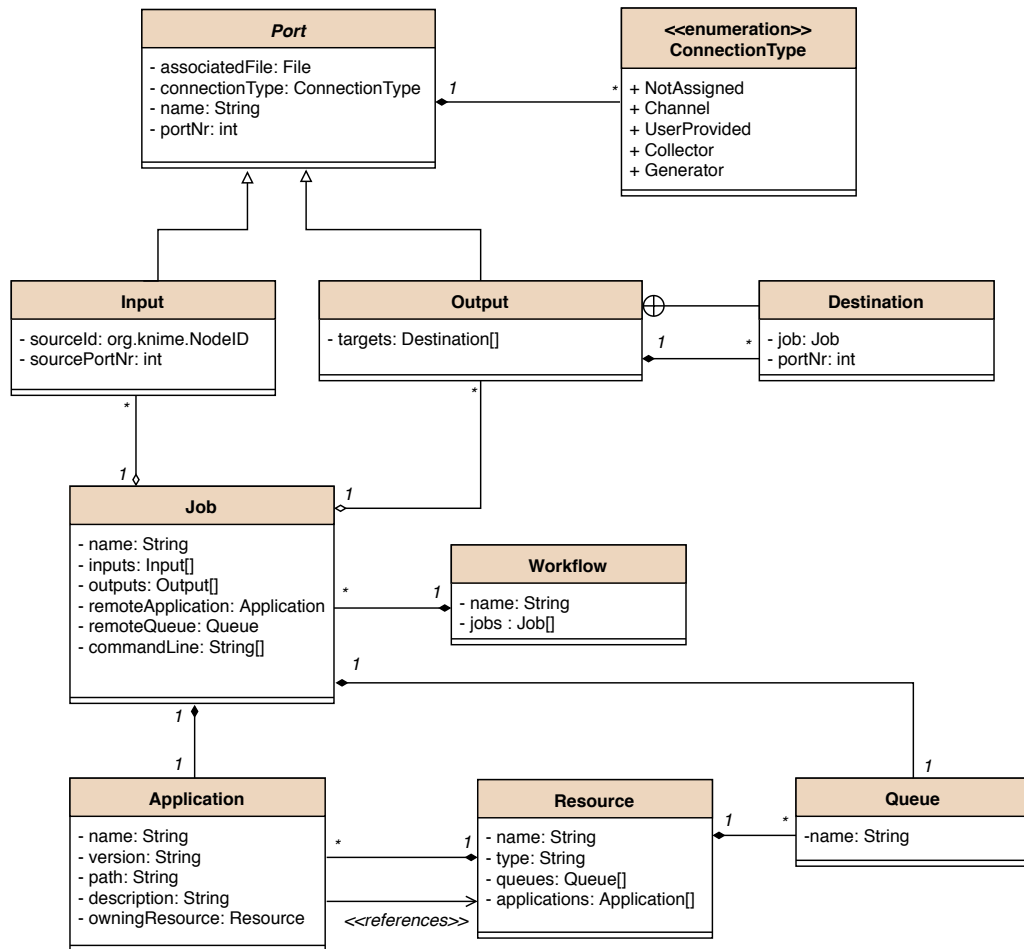 Port
- associatedFile: File
- connectionType: ConnectionType
- name: String
- portNr: int
1
*
<<enumeration>>
ConnectionType
+ NotAssigned
+ Channel
+ UserProvided
+ Collector
+ Generator
Input
- sourceId: org.knime.NodeID
- sourcePortNr: int
Output
- targets: Destination[]
1
*
Destination
- job: Job
- portNr: int
*
*
1
1
Job
- name: String
- inputs: Input[]
- outputs: Output[]
- remoteApplication: Application
- remoteQueue: Queue
- commandLine: String[]
*
1
Workflow
- name: String
- jobs : Job[]
1
1
1
1
Application
- name: String
- version: String
- path: String
- description: String
- owningResource: Resource
*
1
<<references>>
Resource
- name: String
- type: String
- queues: Queue[]
- applications: Application[]
1
*
Queue
-name: String